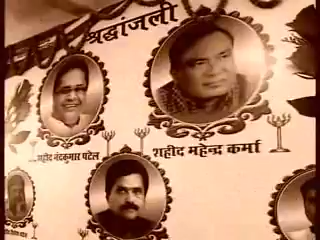 श्रद्धांजली
शहीद नंदकुमार पटेल
शहीद महेन्द्र कर्मा